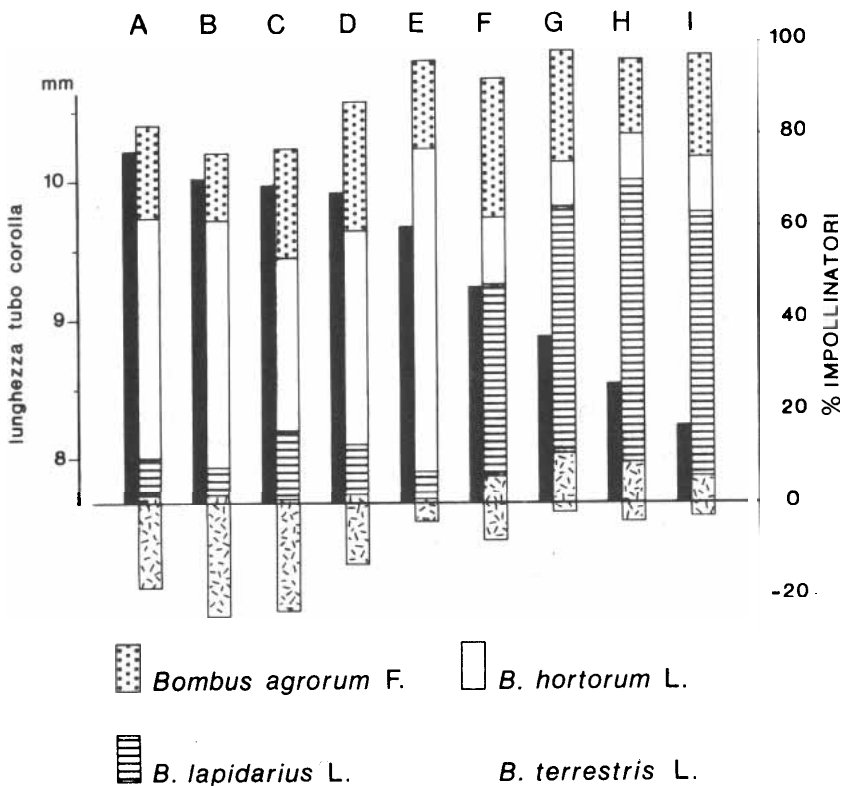 A B C D E F G H I
mm
10
9
8
lunghezza tubo corolla
100
80
60
40
20
0
-20
% IMPOLLINATORI
Bombus agrorum F.
B. hortorum L.
B. lapidarius L.
B. terrestris L.